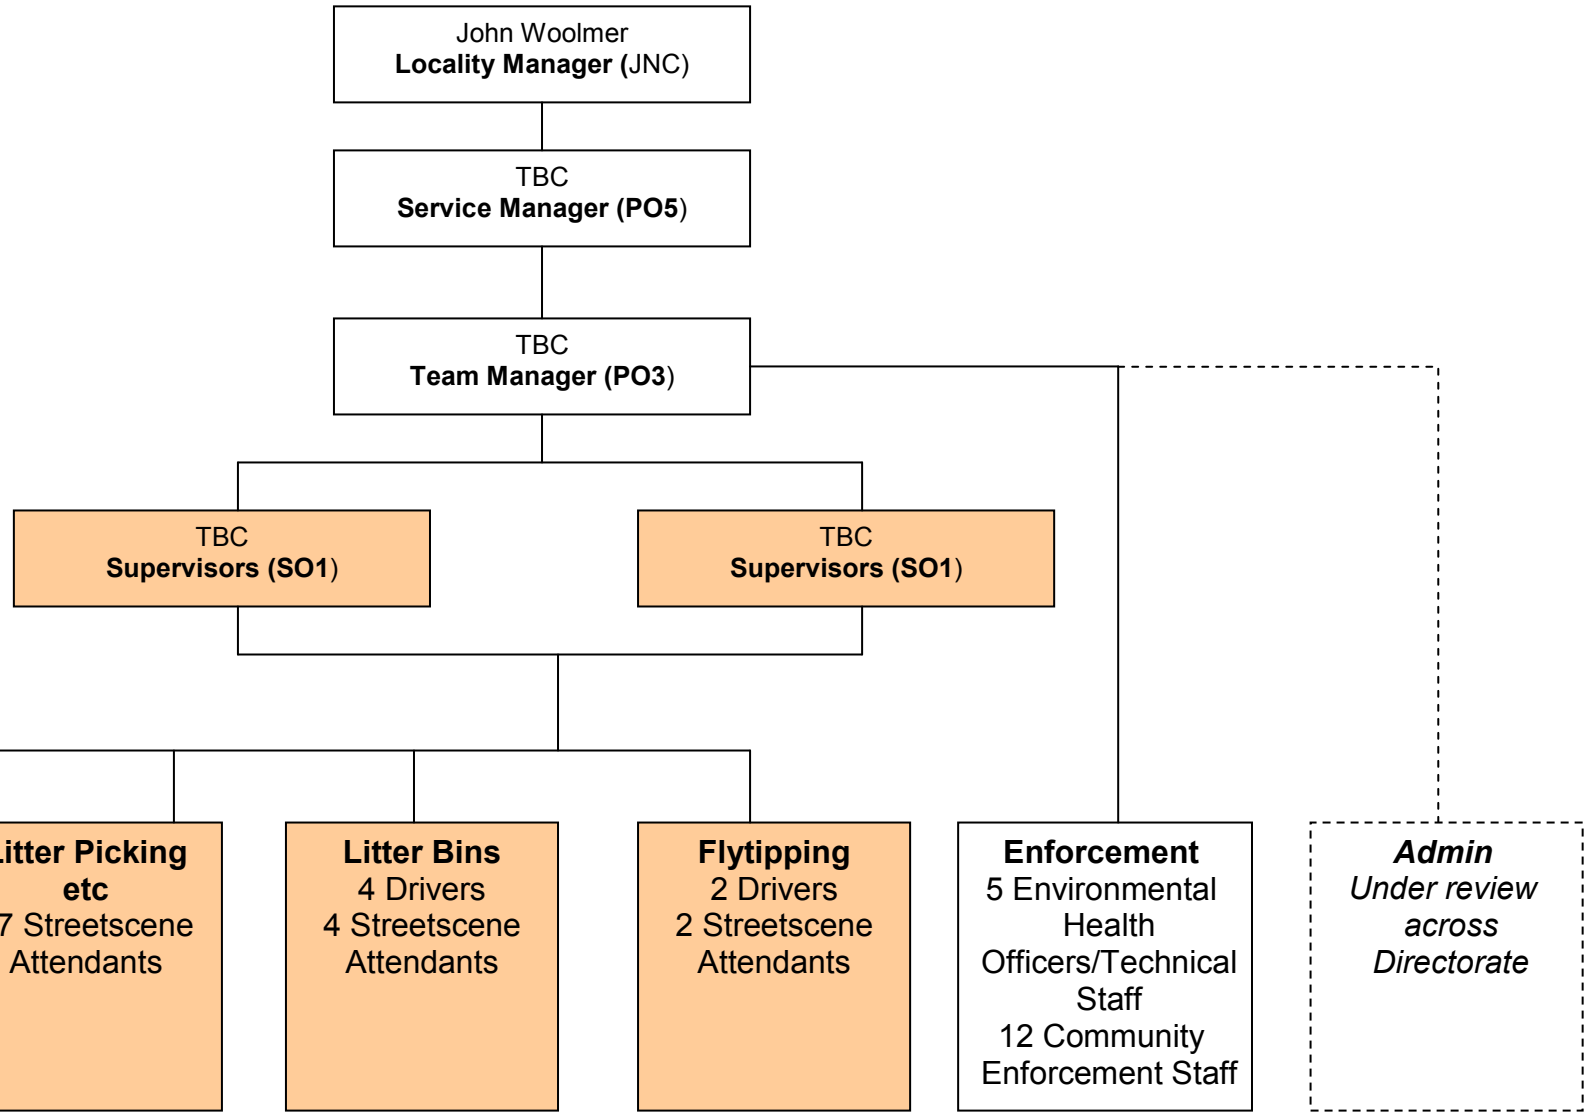 John Woolmer
Locality Manager (JNC)
TBC
Service Manager (PO5)
TBC
Team Manager (PO3)
TBC
Supervisors (SO1)
TBC
Supervisors (SO1)
Picking
etc
Streetscene
Attendants
Litter Bins
4 Drivers
4 Streetscene
Attendants
Flytipping
2 Drivers
2 Streetscene
Attendants
Enforcement
5 Environmental
Health
Officers/Technical
Staff
12 Community
Enforcement Staff
Admin
Under review
across
Directorate